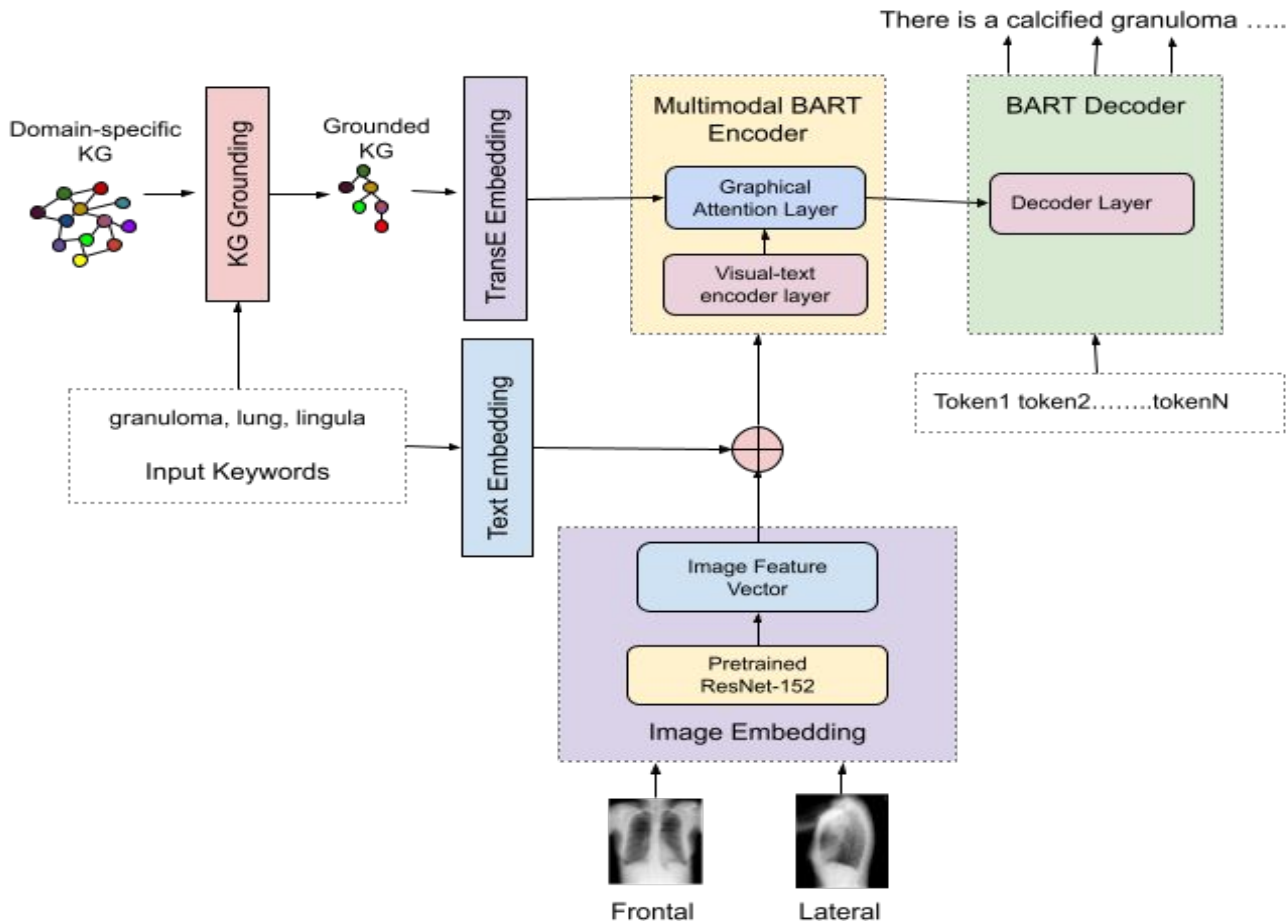 There is a calcified granuloma …..
Domain-specific
KG
KG Grounding
Grounded
KG
TransE Embedding
Multimodal BART
Encoder
Graphical
Attention Layer
Visual-text
encoder layer
BART Decoder
Decoder Layer
granuloma, lung, lingula
Input Keywords
Text Embedding
Token1 token2……..tokenN
Image Feature
Vector
Pretrained
ResNet-152
Image Embedding
Frontal
Lateral